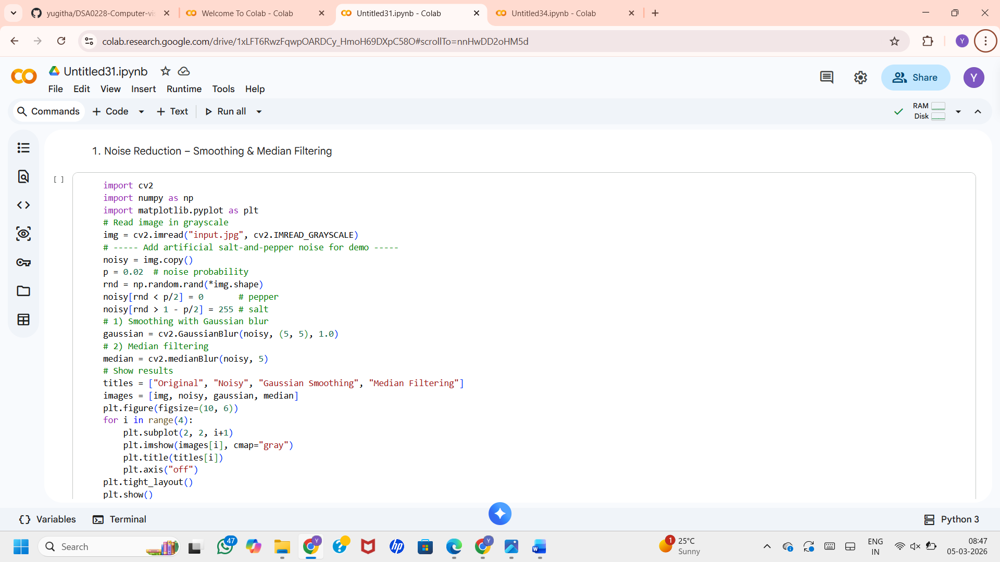 yugitha/DSA0228-Computer-vis
Welcome To Colab - Colab
Untitled31.ipynb - Colab
Untitled34.ipynb - Colab
colab.research.google.com/drive/1xLFT6RwzFqwpOARDCy_HmoH69DXpC58O#scrollTo=nnHwDD2oHM5d
Y
Untitled31.ipynb
File Edit View Insert Runtime Tools Help
Share
Y
Commands
Code
Text
Run all
RAM
Disk
1. Noise Reduction – Smoothing & Median Filtering
[ ]
import cv2
import numpy as np
import matplotlib.pyplot as plt
# Read image in grayscale
img = cv2.imread("input.jpg", cv2.IMREAD_GRAYSCALE)
# ----- Add artificial salt-and-pepper noise for demo -----
noisy = img.copy()
p = 0.02  # noise probability
rnd = np.random.rand(*img.shape)
noisy[rnd < p/2] = 0       # pepper
noisy[rnd > 1 - p/2] = 255 # salt
# 1) Smoothing with Gaussian blur
gaussian = cv2.GaussianBlur(noisy, (5, 5), 1.0)
# 2) Median filtering
median = cv2.medianBlur(noisy, 5)
# Show results
titles = ["Original", "Noisy", "Gaussian Smoothing", "Median Filtering"]
images = [img, noisy, gaussian, median]
plt.figure(figsize=(10, 6))
for i in range(4):
    plt.subplot(2, 2, i+1)
    plt.imshow(images[i], cmap="gray")
    plt.title(titles[i])
    plt.axis("off")
plt.tight_layout()
plt.show()
Variables
Terminal
Python 3
Search
47
Y
?
hp
Y
W
1
25°C
Sunny
ENG
IN
08:47
05-03-2026